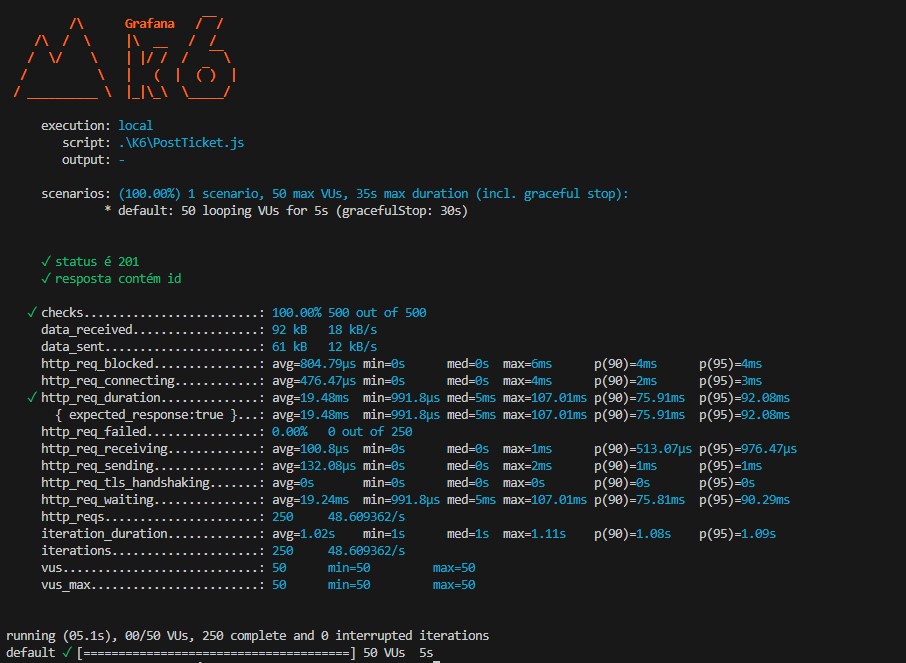 Grafana
K6
execution: local
script: .\K6\PostTicket.js
output: -
scenarios: (100.00%) 1 scenario, 50 max VUs, 35s max duration (incl. graceful stop):
* default: 50 looping VUs for 5s (gracefulStop: 30s)
✓ status é 201
✓ resposta contém id
✓ checks.........................: 100.00% 500 out of 500
data_received..................: 92 kB 18 kB/s
data_sent......................: 61 kB 12 kB/s
http_req_blocked...............: avg=804.79µs min=0s med=0s max=6ms p(90)=4ms p(95)=4ms
http_req_connecting............: avg=476.47µs min=0s med=0s max=4ms p(90)=2ms p(95)=3ms
✓ http_req_duration..............: avg=19.48ms min=991.8µs med=5ms max=107.01ms p(90)=75.91ms p(95)=92.08ms
{ expected_response:true }...: avg=19.48ms min=991.8µs med=5ms max=107.01ms p(90)=75.91ms p(95)=92.08ms
http_req_failed................: 0.00% 0 out of 250
http_req_receiving.............: avg=100.8µs min=0s med=0s max=1ms p(90)=513.07µs p(95)=976.47µs
http_req_sending...............: avg=132.08µs min=0s med=0s max=2ms p(90)=1ms p(95)=1ms
http_req_tls_handshaking.......: avg=0s min=0s med=0s max=0s p(90)=0s p(95)=0s
http_req_waiting...............: avg=19.24ms min=991.8µs med=5ms max=107.01ms p(90)=75.81ms p(95)=90.29ms
http_reqs......................: 250 48.609362/s
iteration_duration.............: avg=1.02s min=1s med=1s max=1.11s p(90)=1.08s p(95)=1.09s
iterations.....................: 250 48.609362/s
vus............................: 50 min=50 max=50
vus_max........................: 50 min=50 max=50
running (05.1s), 00/50 VUs, 250 complete and 0 interrupted iterations
default ✓ [======================================] 50 VUs 5s